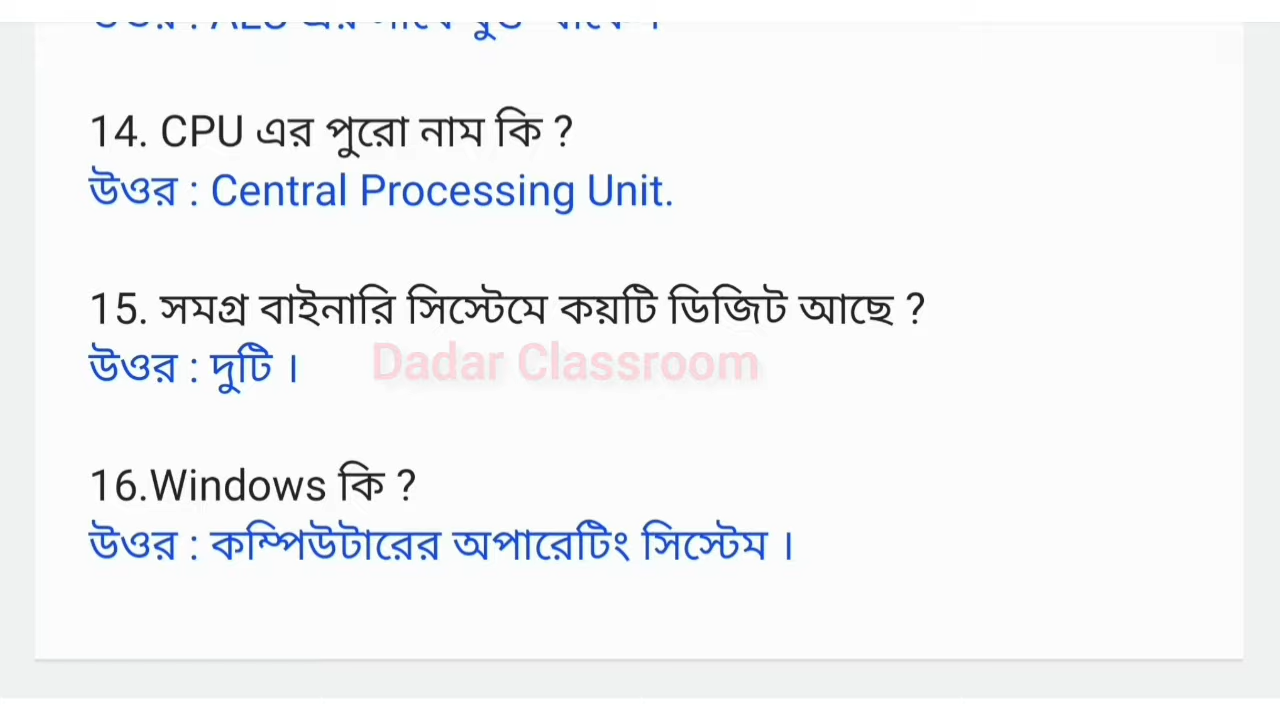 14. CPU এর পুরো নাম কি ?
উওর : Central Processing Unit.
15. সমগ্র বাইনারি সিস্টেমে কয়টি ডিজিট আছে ?
উওর : দুটি ।
Dadar Classroom
16.Windows কি ?
উওর : কম্পিউটারের অপারেটিং সিস্টেম ।